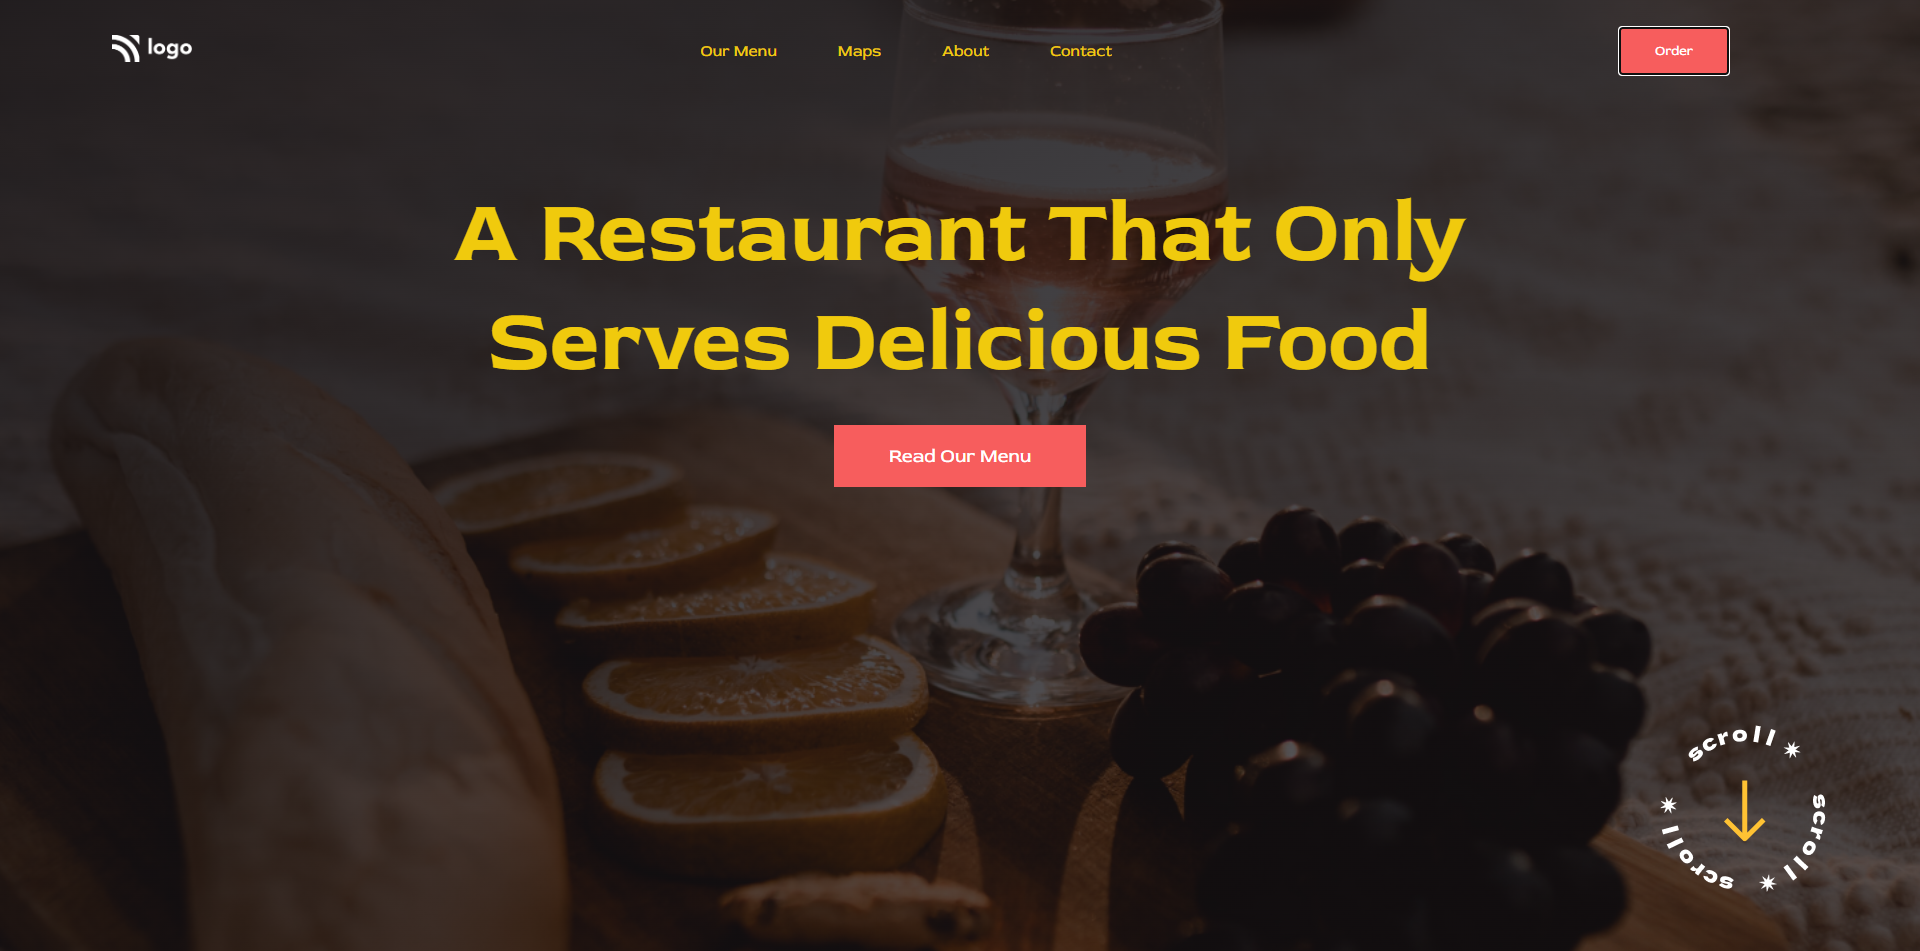 logo
Our Menu
Maps
About
Contact
Order
A Restaurant That Only
Serves Delicious Food
Read Our Menu
scroll *
scroll *
scroll *